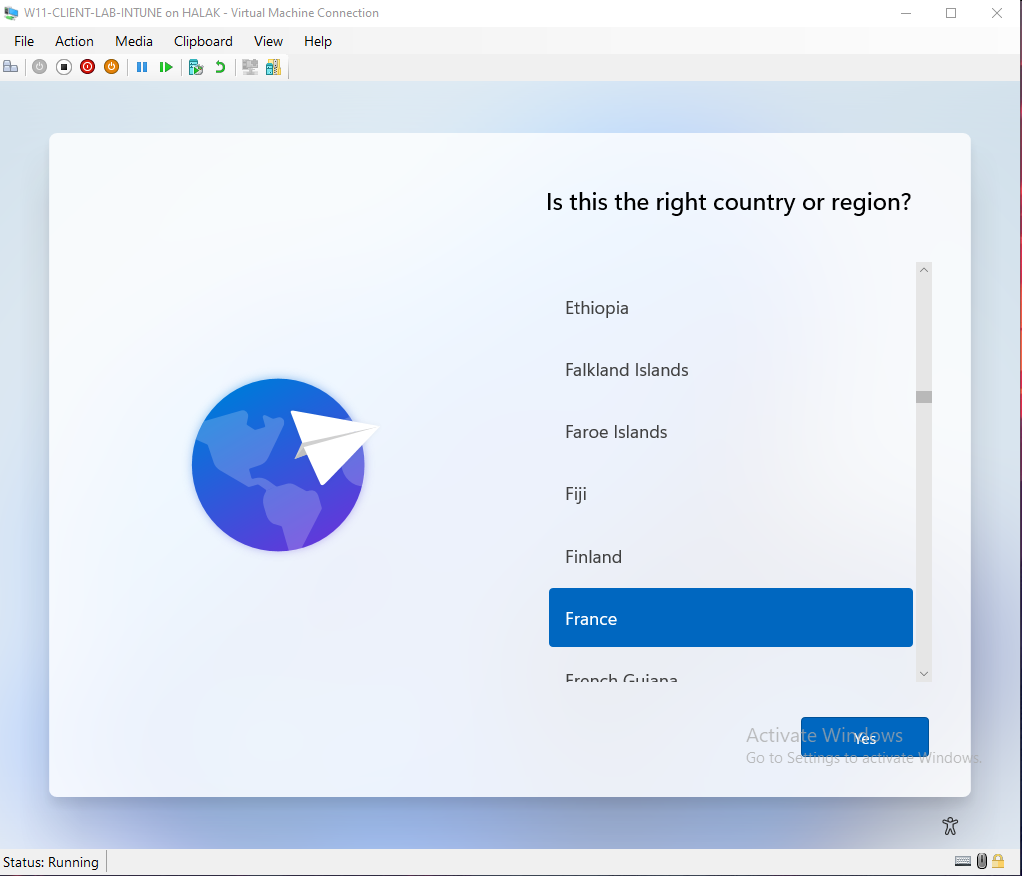 W11-CLIENT-LAB-INTUNE on HALAK - Virtual Machine Connection
File Action Media Clipboard View Help
Is this the right country or region?
Ethiopia
Falkland Islands
Faroe Islands
Fiji
Finland
France
French Guiana
Yes
Activate Windows
Go to Settings to activate Windows.
Status: Running